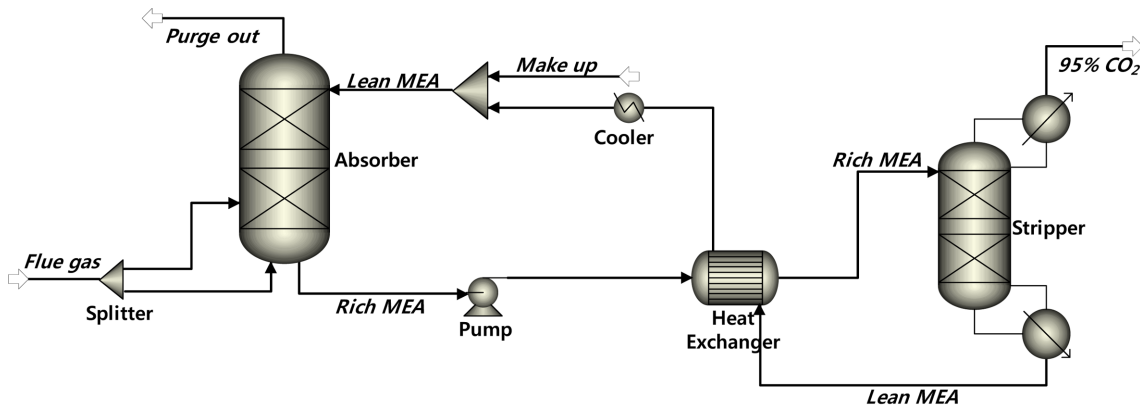 Purge out
Lean MEA
Make up
Cooler
95% CO₂
Absorber
Rich MEA
Stripper
Flue gas
Splitter
Rich MEA
Pump
Heat
Exchanger
Lean MEA